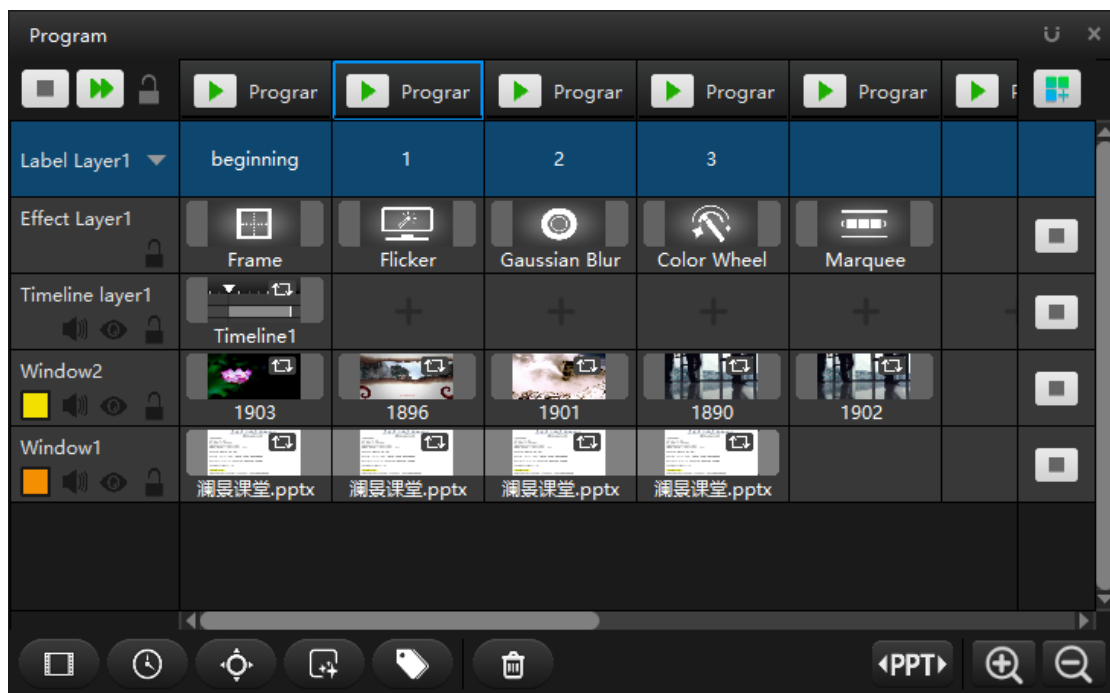 Program
Prograr Prograr Prograr Prograr Prograr
Label Layer1 beginning 1 2 3
Effect Layer1
Frame Flicker Gaussian Blur Color Wheel Marquee
Timeline layer1
Timeline1
Window2
1903 1896 1901 1890 1902
Window1
澜景课堂.pptx 澜景课堂.pptx 澜景课堂.pptx 澜景课堂.pptx
PPT